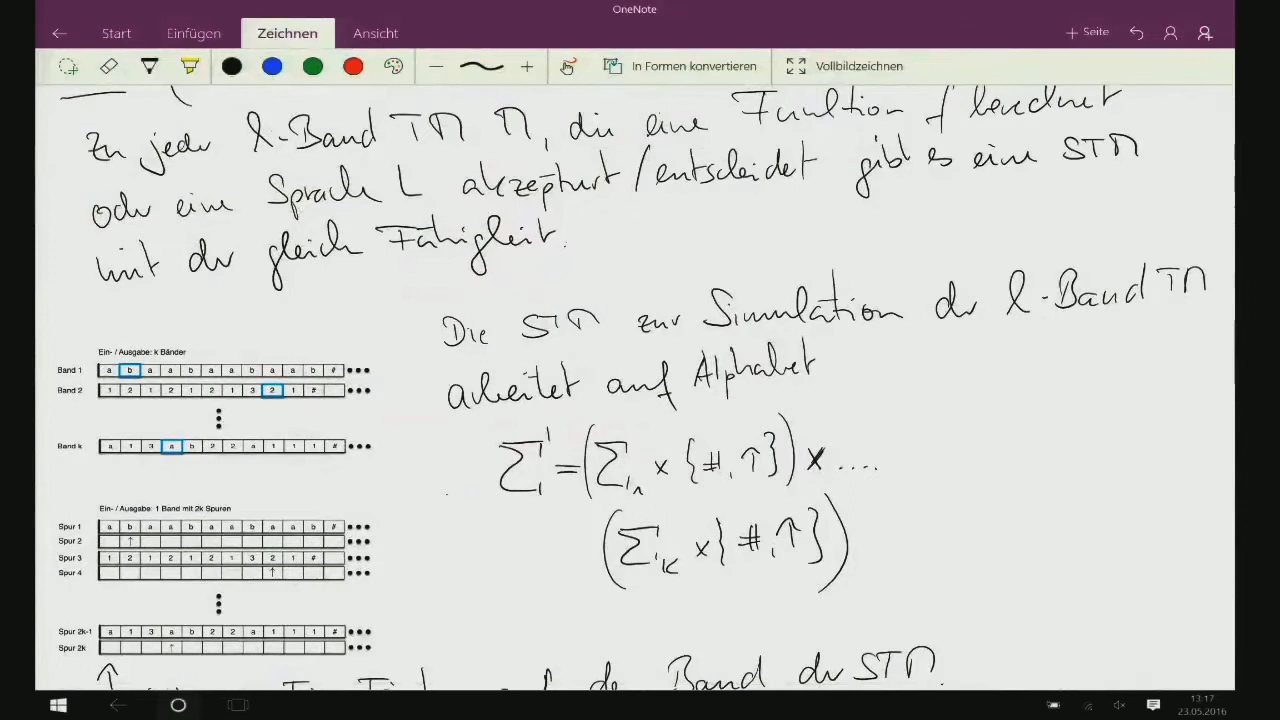 OneNote
Start Einfügen Zeichnen Ansicht Seite
In Formen konvertieren Vollbildzeichnen
Zu jeder k-Band TM M, die eine Funktion f berechnet
oder eine Sprache L akzeptiert/entscheidet gibt es eine STM
mit der gleich Fähigkeit.
Die STM zur Simulation der k-Band TM
arbeitet auf Alphabet
Σ' = (Σ₁ × {#,↑}) × ....
(Σₖ × {#,↑})
Ein- / Ausgabe: k Bänder
Band 1 a b a a b a a b a a b #
Band 2 1 2 1 2 1 2 1 3 2 1 #
Band k a 1 3 a b 2 2 a 1 1 1 #
Ein- / Ausgabe: 1 Band mit 2k Spuren
Spur 1 a b a a b a a b a a b #
Spur 2 ↑
Spur 3 1 2 1 2 1 2 1 3 2 1 #
Spur 4 ↑
Spur 2k-1 a 1 3 a b 2 2 a 1 1 1 #
Spur 2k ↑
↑ Band der STM.
13:17
23.05.2016